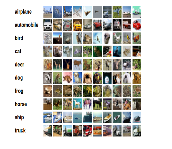 airplane
automobile
bird
cat
deer
dog
frog
horse
ship
truck